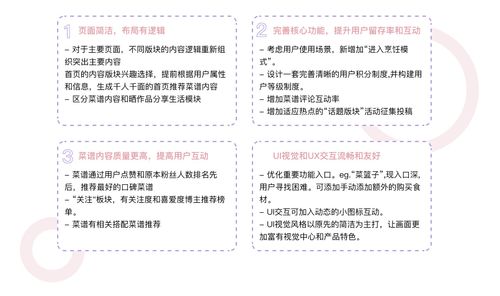 1 页面简洁，布局有逻辑
- 对于主要页面，不同版块的内容逻辑重新组
织突出主要内容
首页的内容版块兴趣选择，提前根据用户属性
和信息，生成千人千面的首页推荐菜谱内容
- 区分菜谱内容和晒作品分享生活模块
2 完善核心功能，提升用户留存率和互动
- 考虑用户使用场景，新增加“进入烹饪模
式”。
- 设计一套完善清晰的用户积分制度,并构建用
户等级制度。
- 增加菜谱评论互动率
- 增加适应热点的“话题版块”活动征集投稿
3 菜谱内容质量更高，提高用户互动
- 菜谱通过用户点赞和原本粉丝人数排名先
后，推荐最好的口碑菜谱
- “关注”板块，有关注度和喜爱度博主推荐榜
单。
- 菜谱有相关搭配菜谱推荐
UI视觉和UX交互流畅和友好
- 优化重要功能入口。eg.“菜篮子”,现入口深,
用户寻找困难。可添加手动添加额外的购买食
材。
- UI交互可加入动态的小图标互动。
- UI视觉风格以原先的简洁为主打，让画面更
加富有视觉中心和产品特色。